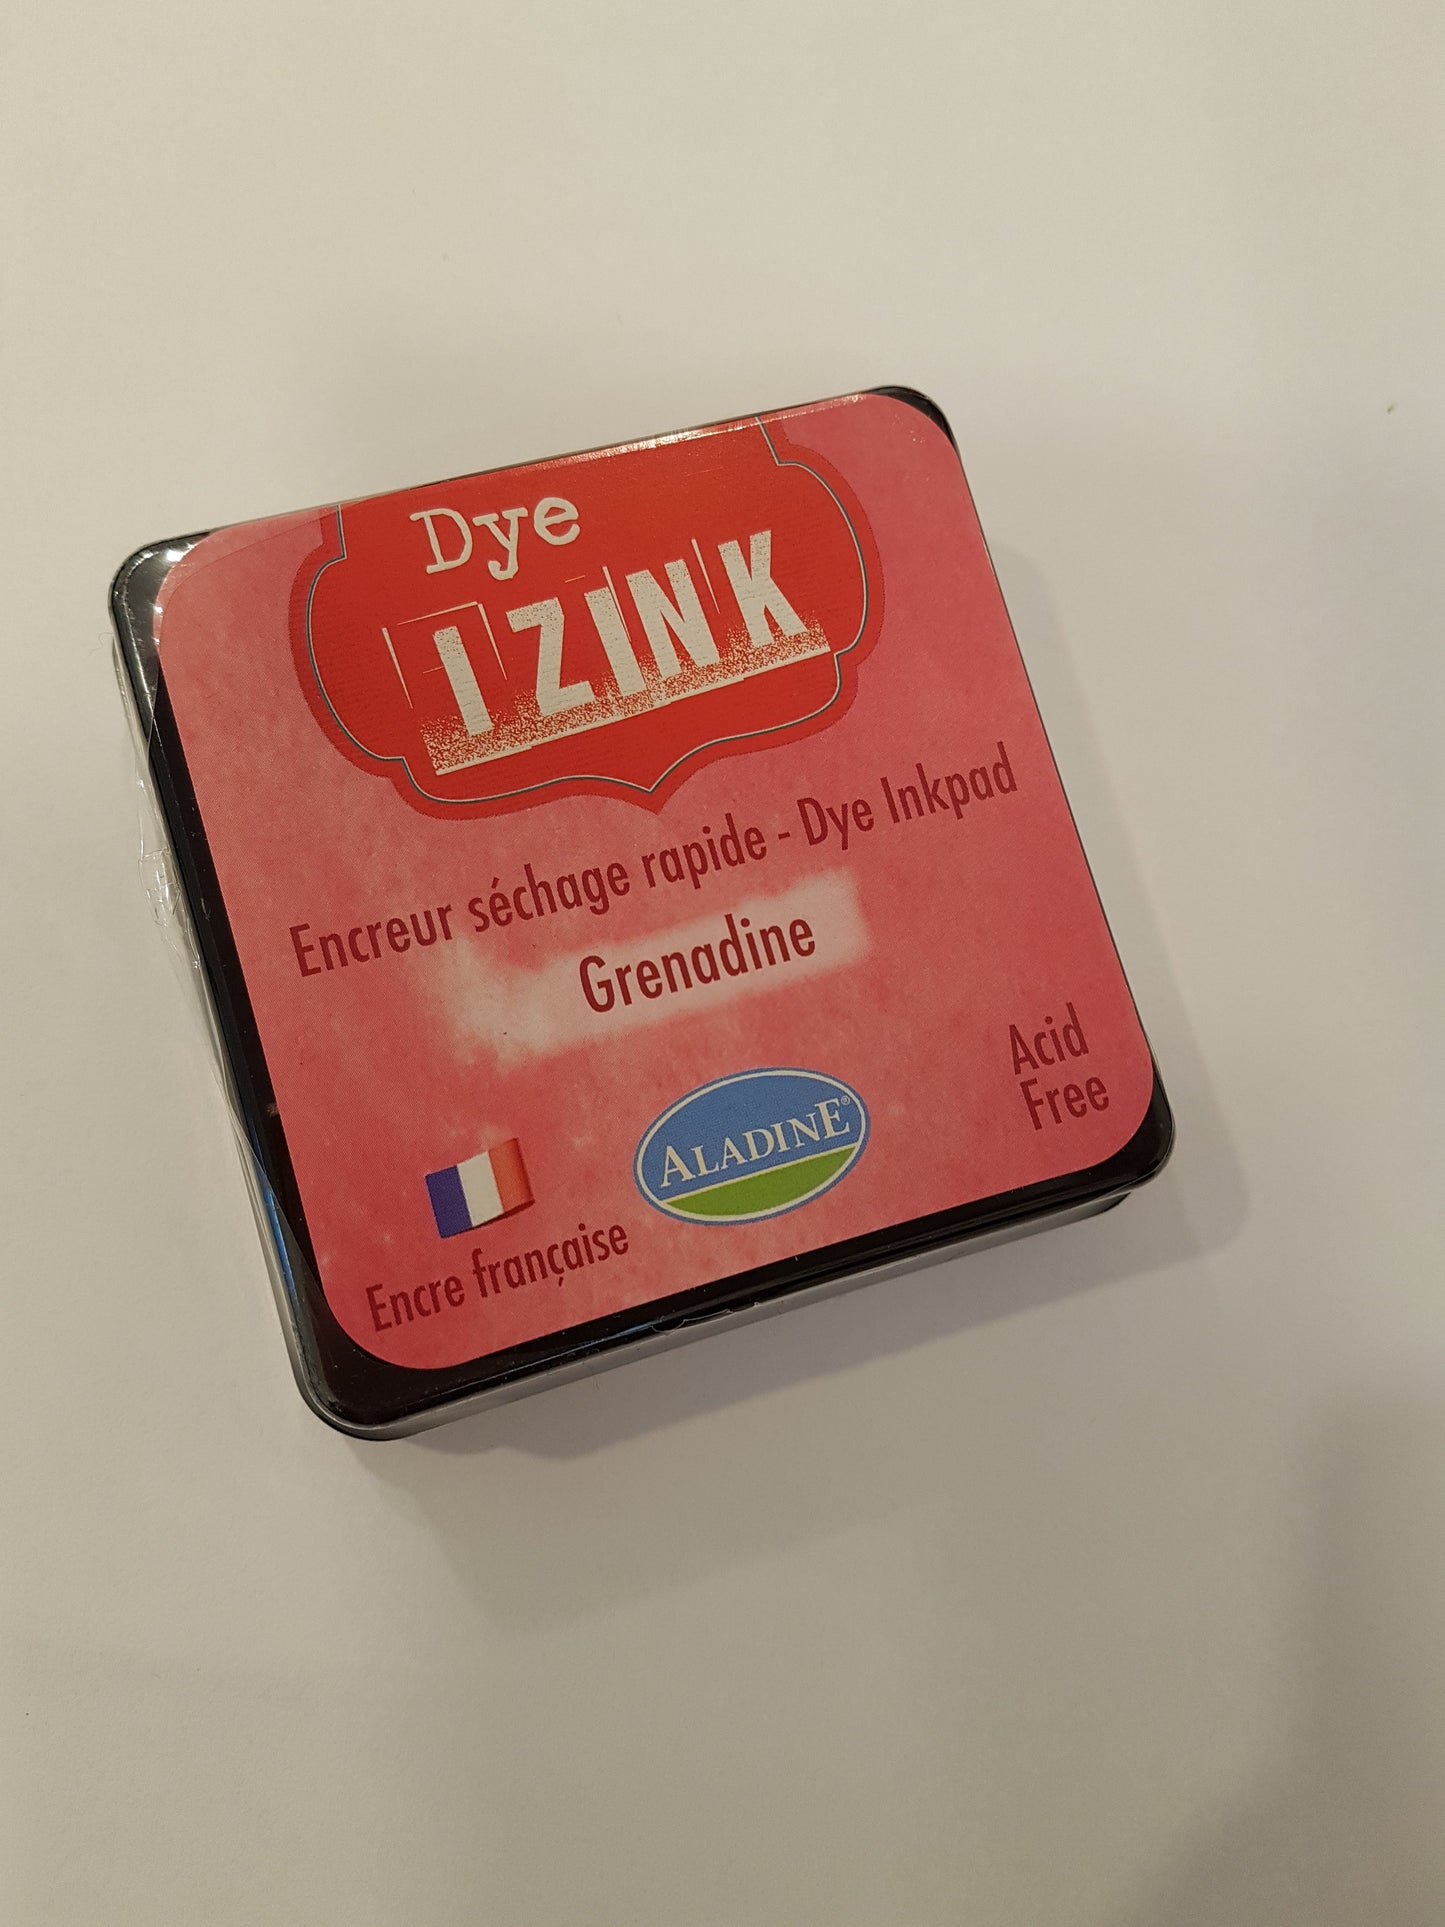 Dye
IZINK
Encreur séchage rapide - Dye Inkpad
Grenadine
Acid
Free
ALADINE®
Encre française